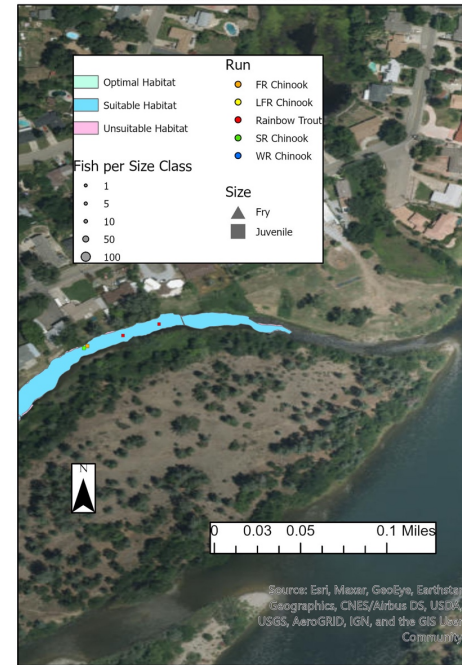 Optimal Habitat
Suitable Habitat
Unsuitable Habitat
Fish per Size Class
1
5
10
50
100
Run
FR Chinook
LFR Chinook
Rainbow Trout
SR Chinook
WR Chinook
Size
Fry
Juvenile
N
0 0.03 0.05 0.1 Miles
Source: Esri, Maxar, GeoEye, Earthstar
Geographics, CNES/Airbus DS, USDA,
USGS, AeroGRID, IGN, and the GIS User
Community